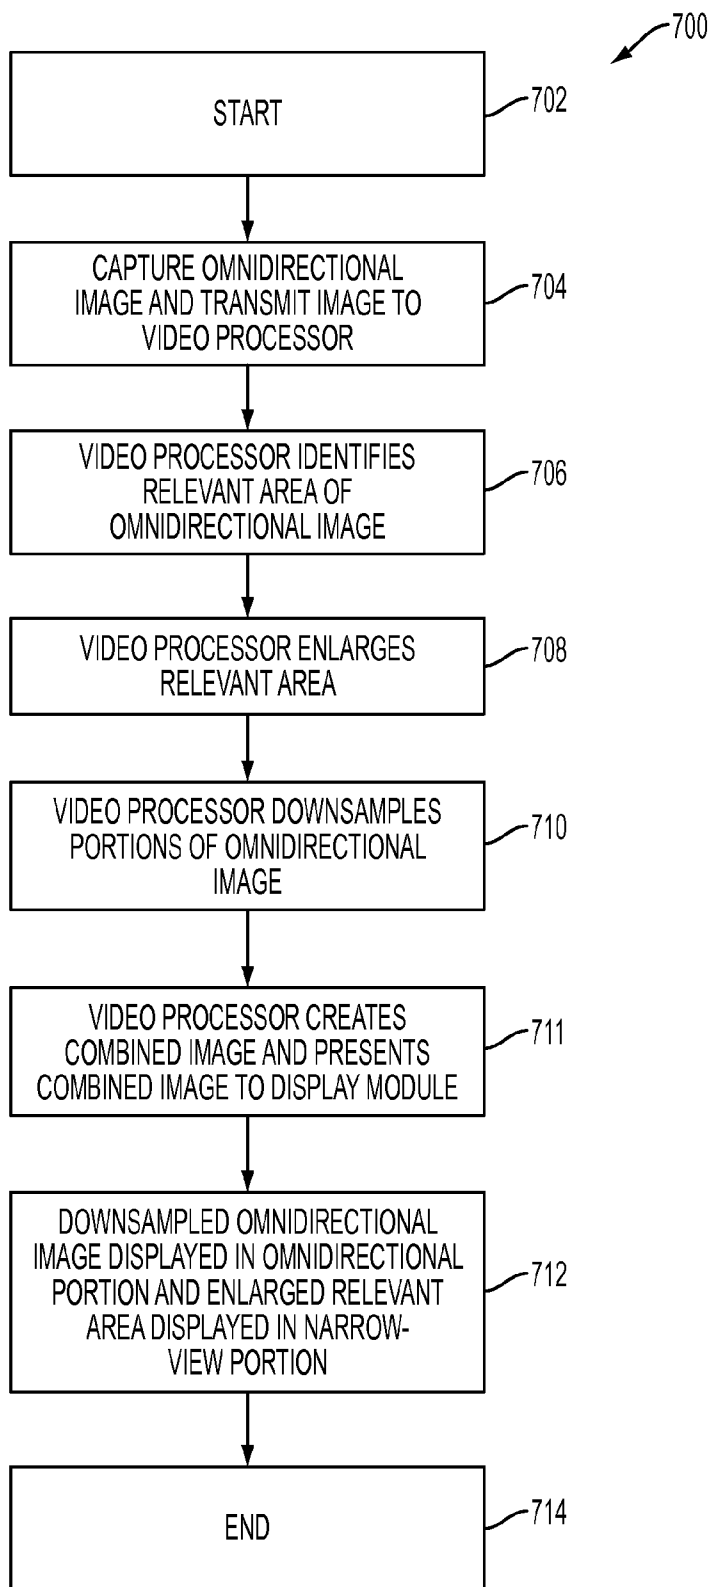 700
START
702
CAPTURE OMNIDIRECTIONAL
IMAGE AND TRANSMIT IMAGE TO
VIDEO PROCESSOR
704
VIDEO PROCESSOR IDENTIFIES
RELEVANT AREA OF
OMNIDIRECTIONAL IMAGE
706
VIDEO PROCESSOR ENLARGES
RELEVANT AREA
708
VIDEO PROCESSOR DOWNSAMPLES
PORTIONS OF OMNIDIRECTIONAL
IMAGE
710
VIDEO PROCESSOR CREATES
COMBINED IMAGE AND PRESENTS
COMBINED IMAGE TO DISPLAY MODULE
711
DOWNSAMPLED OMNIDIRECTIONAL
IMAGE DISPLAYED IN OMNIDIRECTIONAL
PORTION AND ENLARGED RELEVANT
AREA DISPLAYED IN NARROW-
VIEW PORTION
712
END
714